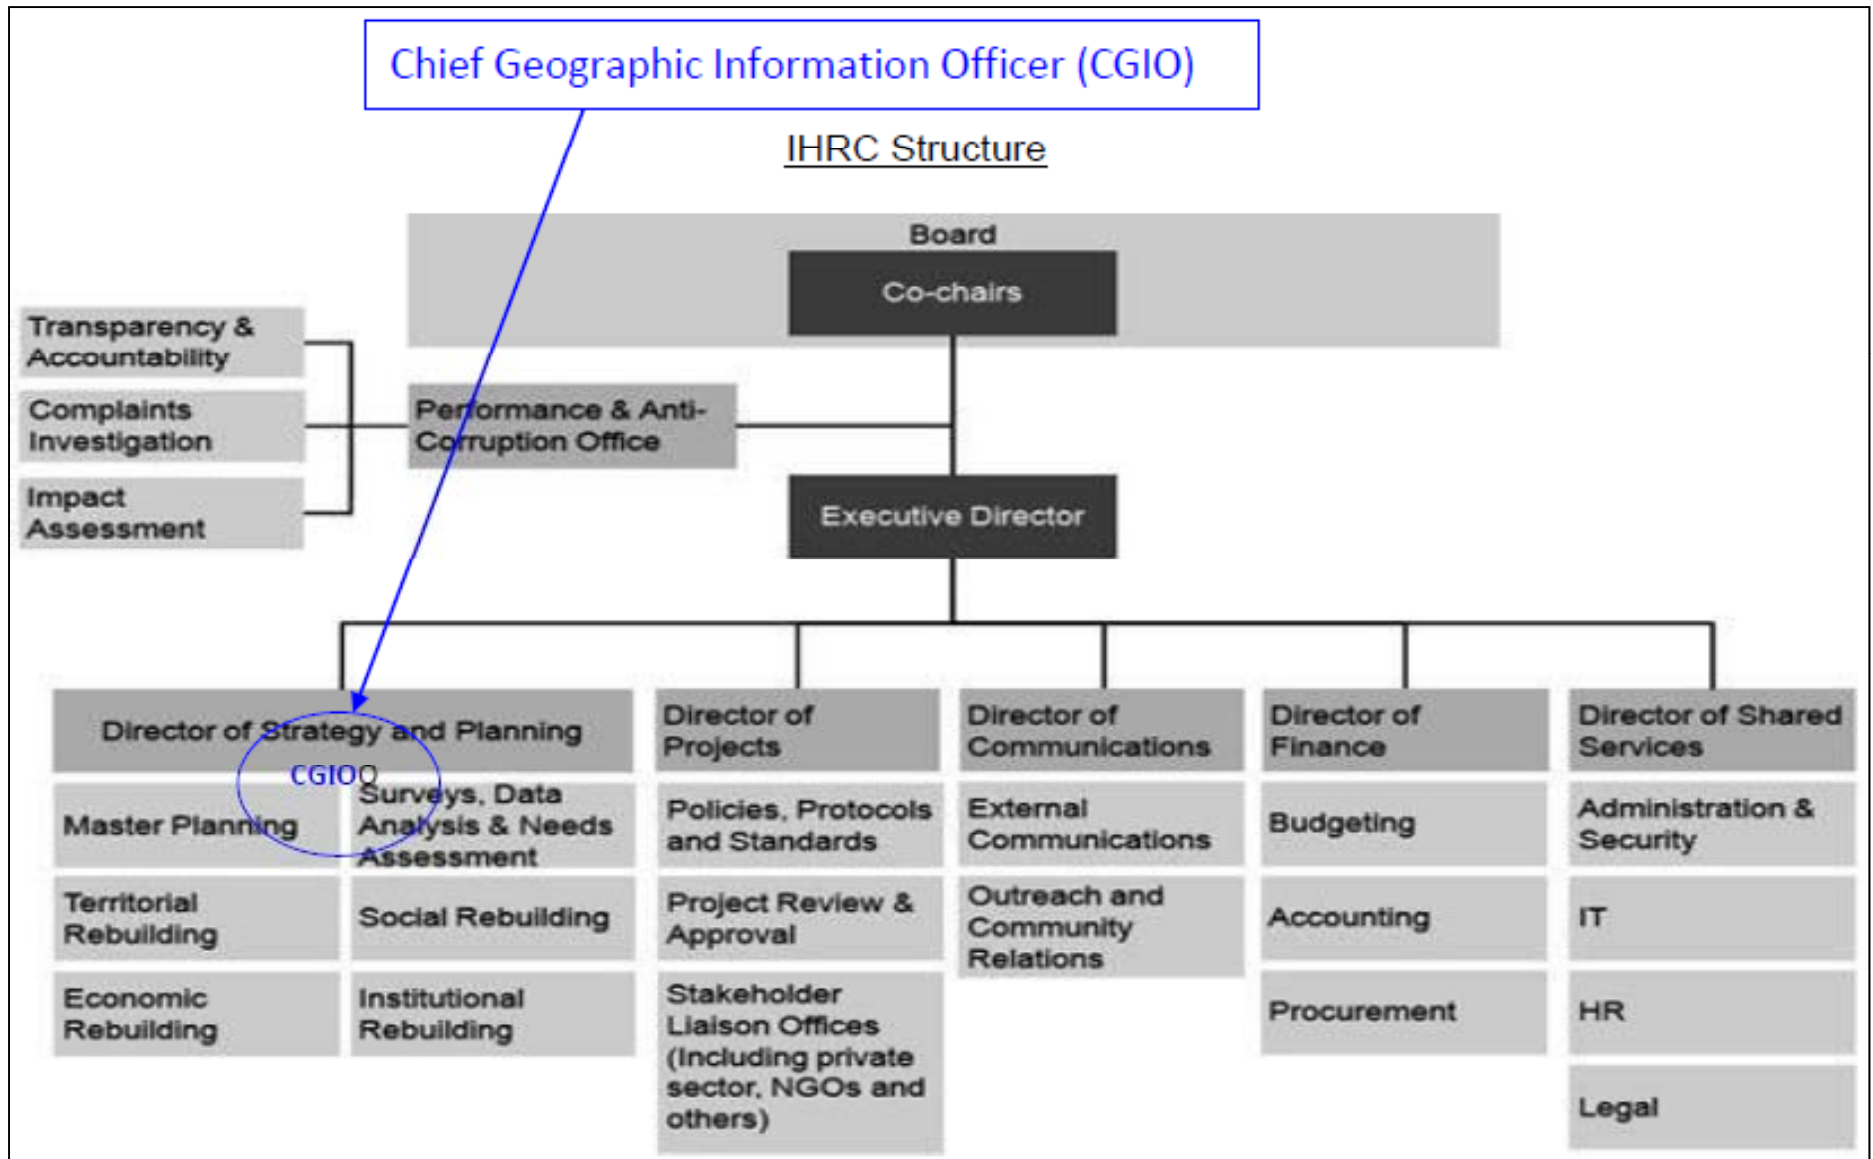 Chief Geographic Information Officer (CGIO)
IHRC Structure
Board
Co-chairs
Transparency &
Accountability
Complaints
Investigation
Impact
Assessment
Performance & Anti-
Corruption Office
Executive Director
Director of Strategy and Planning
CGIO
Master Planning
Surveys, Data
Analysis & Needs
Assessment
Territorial
Rebuilding
Social Rebuilding
Economic
Rebuilding
Institutional
Rebuilding
Director of
Projects
Policies, Protocols
and Standards
Project Review &
Approval
Stakeholder
Liaison Offices
(Including private
sector, NGOs and
others)
Director of
Communications
External
Communications
Outreach and
Community
Relations
Director of
Finance
Budgeting
Accounting
Procurement
Director of Shared
Services
Administration &
Security
IT
HR
Legal